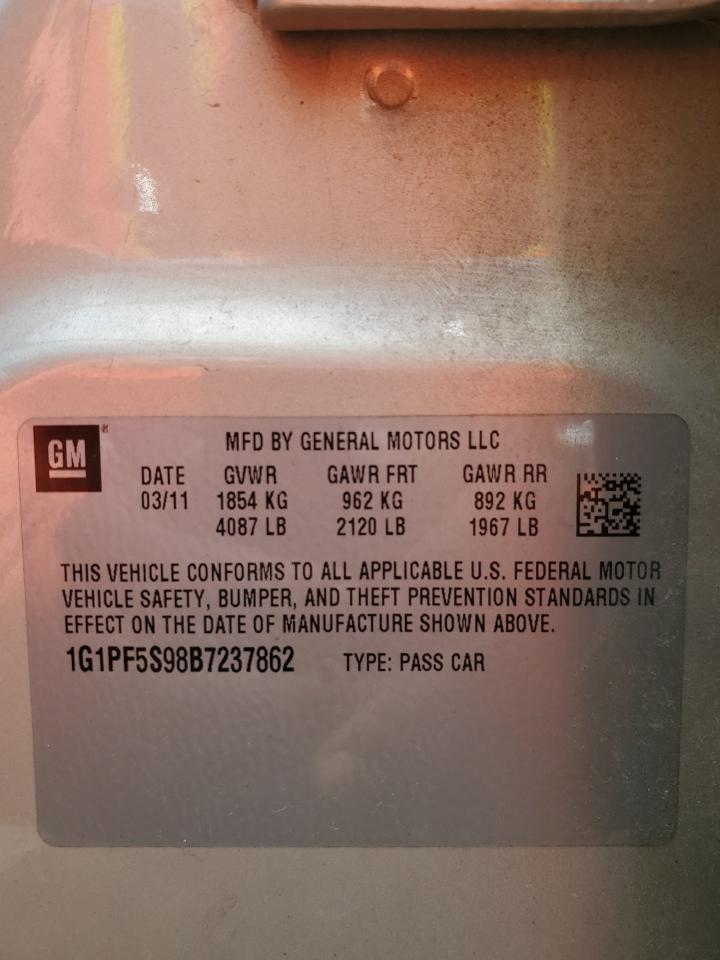 GM®
MFD BY GENERAL MOTORS LLC
DATE GVWR GAWR FRT GAWR RR
03/11 1854 KG 962 KG 892 KG
4087 LB 2120 LB 1967 LB
THIS VEHICLE CONFORMS TO ALL APPLICABLE U.S. FEDERAL MOTOR
VEHICLE SAFETY, BUMPER, AND THEFT PREVENTION STANDARDS IN
EFFECT ON THE DATE OF MANUFACTURE SHOWN ABOVE.
1G1PF5S98B7237862 TYPE: PASS CAR